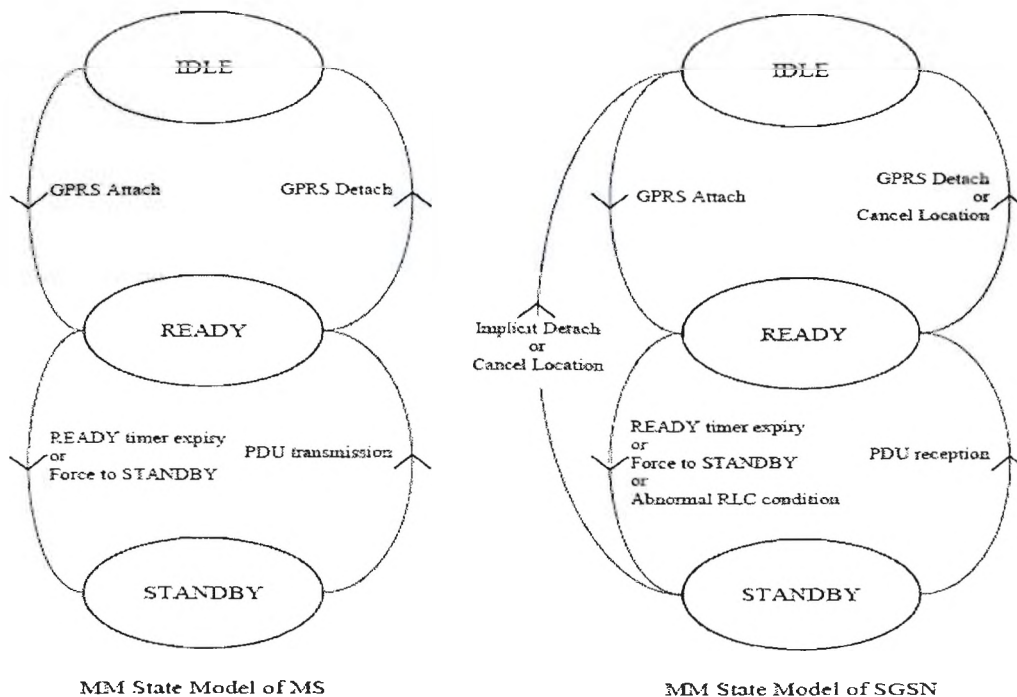 IDLE
GPRS Attach
GPRS Detach
READY
READY timer expiry
or
Force to STANDBY
PDU transmission
STANDBY
MM State Model of MS
IDLE
GPRS Attach
GPRS Detach
or
Cancel Location
Implicit Detach
or
Cancel Location
READY
READY timer expiry
or
Force to STANDBY
or
Abnormal RLC condition
PDU reception
STANDBY
MM State Model of SGSN